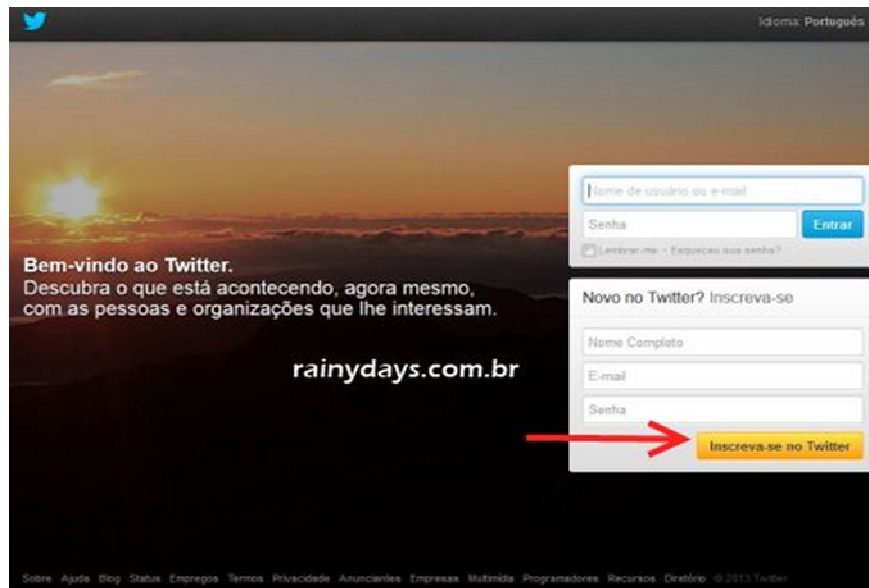 Idioma: Português
Nome de usuário ou e-mail
Senha
Entrar
Lembrar-me · Esqueceu sua senha?
Bem-vindo ao Twitter.
Descubra o que está acontecendo, agora mesmo,
com as pessoas e organizações que lhe interessam.
Novo no Twitter? Inscreva-se
Nome Completo
E-mail
Senha
Inscreva-se no Twitter
rainydays.com.br
Sobre Ajuda Blog Status Empregos Termos Privacidade Anunciantes Empresas Multimídia Programadores Recursos Diretório © 2013 Twitter